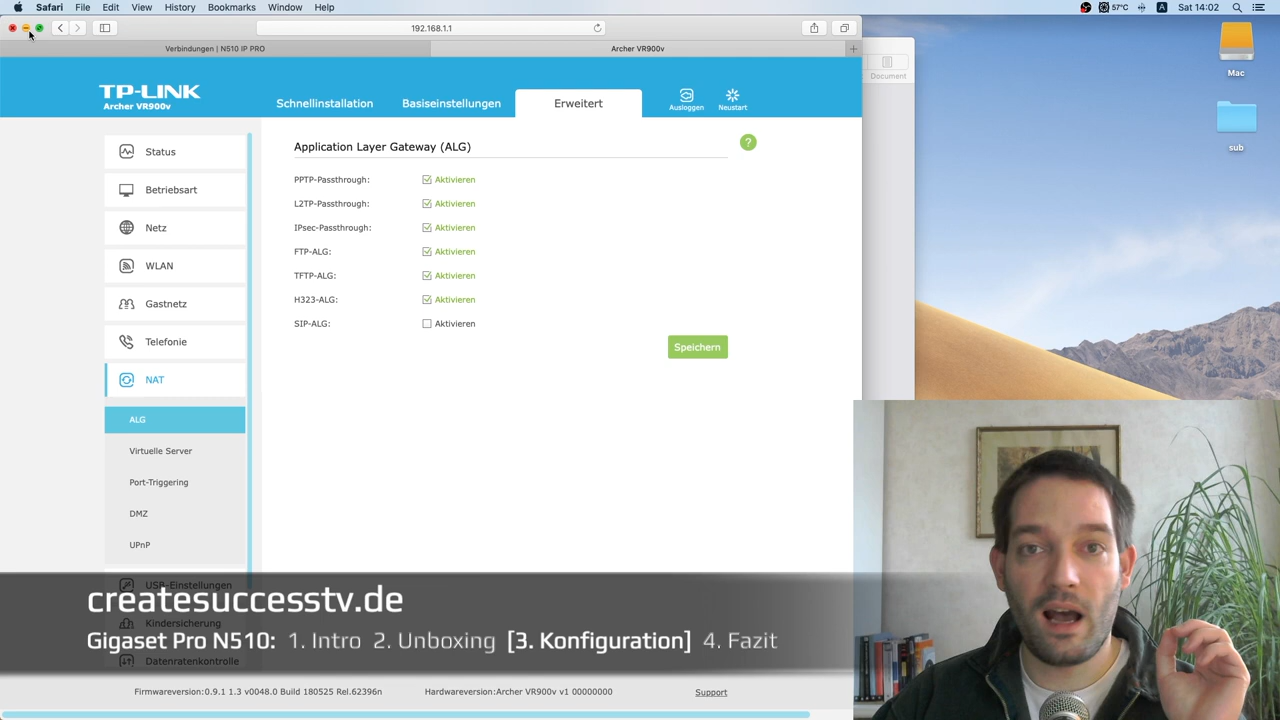 Safari File Edit View History Bookmarks Window Help
57°C Sat 14:02
192.168.1.1
Verbindungen | N510 IP PRO
Archer VR900v
Document
Mac
sub
TP-LINK
Archer VR900v
Schnellinstallation Basiseinstellungen Erweitert Ausloggen Neustart
Status
Betriebsart
Netz
WLAN
Gastnetz
Telefonie
NAT
ALG
Virtuelle Server
Port-Triggering
DMZ
UPnP
USB-Einstellungen
Kindersicherung
Datenratenkontrolle
Application Layer Gateway (ALG)
?
PPTP-Passthrough: Aktivieren
L2TP-Passthrough: Aktivieren
IPsec-Passthrough: Aktivieren
FTP-ALG: Aktivieren
TFTP-ALG: Aktivieren
H323-ALG: Aktivieren
SIP-ALG: Aktivieren
Speichern
createsuccesstv.de
Gigaset Pro N510: 1. Intro 2. Unboxing [3. Konfiguration] 4. Fazit
Firmwareversion:0.9.1 1.3 v0048.0 Build 180525 Rel.62396n Hardwareversion:Archer VR900v v1 00000000 Support